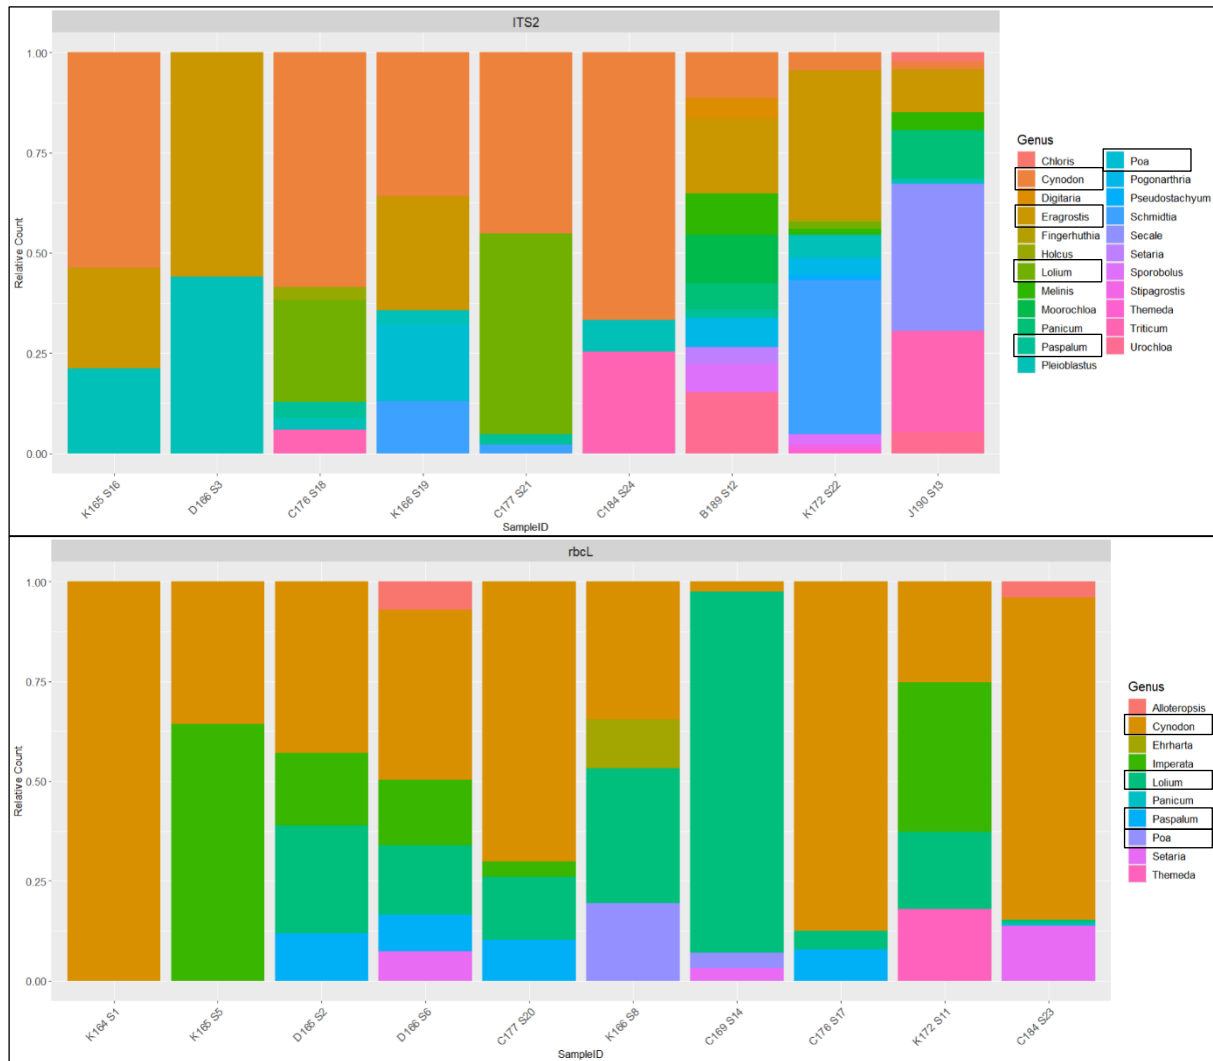 ITS2
1.00
0.75
0.50
0.25
0.00
Relative Count
K165 S16
D166 S3
C176 S18
K166 S19
C177 S21
C184 S24
B189 S12
K172 S22
J190 S13
SampleID
Genus
Chloris
Cynodon
Digitaria
Eragrostis
Fingerhuthia
Holcus
Lolium
Melinis
Moorochloa
Panicum
Paspalum
Pleioblastus
Poa
Pogonarthria
Pseudostachyum
Schmidtia
Secale
Setaria
Sporobolus
Stipagrostis
Themeda
Triticum
Urochloa
rbcL
1.00
0.75
0.50
0.25
0.00
Relative Count
K164 S1
K165 S5
D165 S2
D166 S6
C177 S20
K166 S8
C169 S14
C176 S17
K172 S11
C184 S23
SampleID
Genus
Alloteropsis
Cynodon
Ehrharta
Imperata
Lolium
Panicum
Paspalum
Poa
Setaria
Themeda